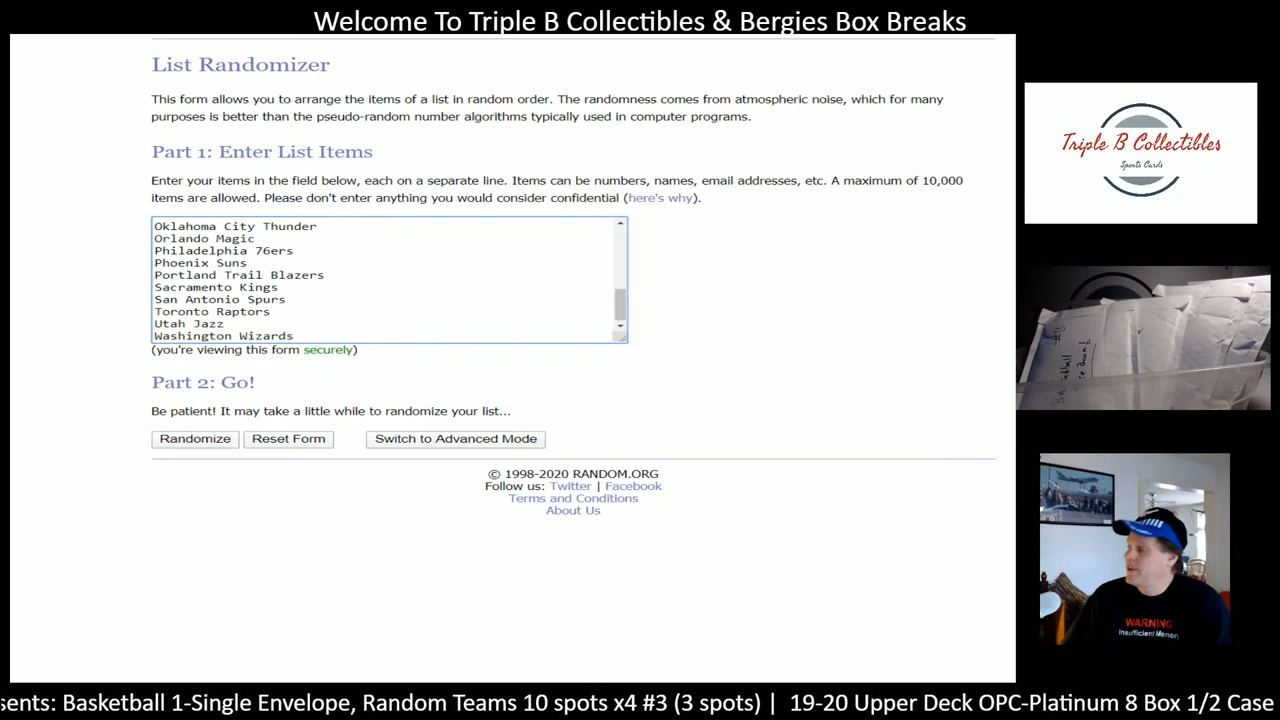 Welcome To Triple B Collectibles & Bergies Box Breaks
List Randomizer
This form allows you to arrange the items of a list in random order. The randomness comes from atmospheric noise, which for many
purposes is better than the pseudo-random number algorithms typically used in computer programs.
Part 1: Enter List Items
Enter your items in the field below, each on a separate line. Items can be numbers, names, email addresses, etc. A maximum of 10,000
items are allowed. Please don't enter anything you would consider confidential (here's why).
Oklahoma City Thunder
Orlando Magic
Philadelphia 76ers
Phoenix Suns
Portland Trail Blazers
Sacramento Kings
San Antonio Spurs
Toronto Raptors
Utah Jazz
Washington Wizards
(you're viewing this form securely)
Part 2: Go!
Be patient! It may take a little while to randomize your list...
Randomize Reset Form Switch to Advanced Mode
© 1998-2020 RANDOM.ORG
Follow us: Twitter | Facebook
Terms and Conditions
About Us
Triple B Collectibles
Sports Cards
WARNING:
Insufficient Memory
sents: Basketball 1-Single Envelope, Random Teams 10 spots x4 #3 (3 spots) | 19-20 Upper Deck OPC-Platinum 8 Box 1/2 Case